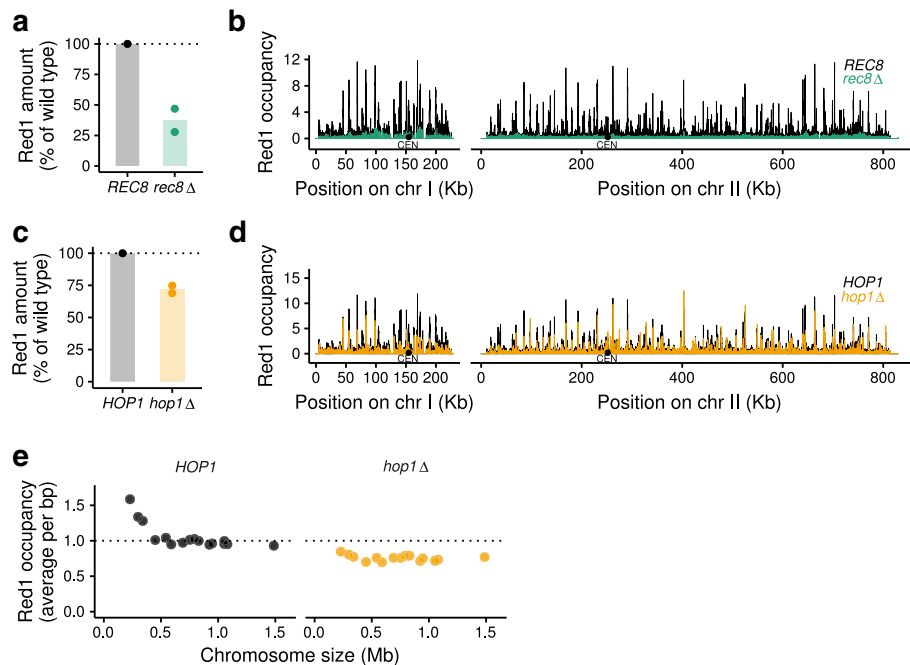 a
Red1 amount
(% of wild type)
100
75
50
25
0
REC8 rec8Δ
b
Red1 occupancy
12
8
4
0
REC8
rec8Δ
CEN
CEN
0 50 100 150 200
0 200 400 600 800
Position on chr I (Kb)
Position on chr II (Kb)
c
Red1 amount
(% of wild type)
100
75
50
25
0
HOP1 hop1Δ
d
Red1 occupancy
15
10
5
0
HOP1
hop1Δ
CEN
CEN
0 50 100 150 200
0 200 400 600 800
Position on chr I (Kb)
Position on chr II (Kb)
e
HOP1
hop1Δ
Red1 occupancy
(average per bp)
1.5
1.0
0.5
0.0
0.0 0.5 1.0 1.5
0.0 0.5 1.0 1.5
Chromosome size (Mb)